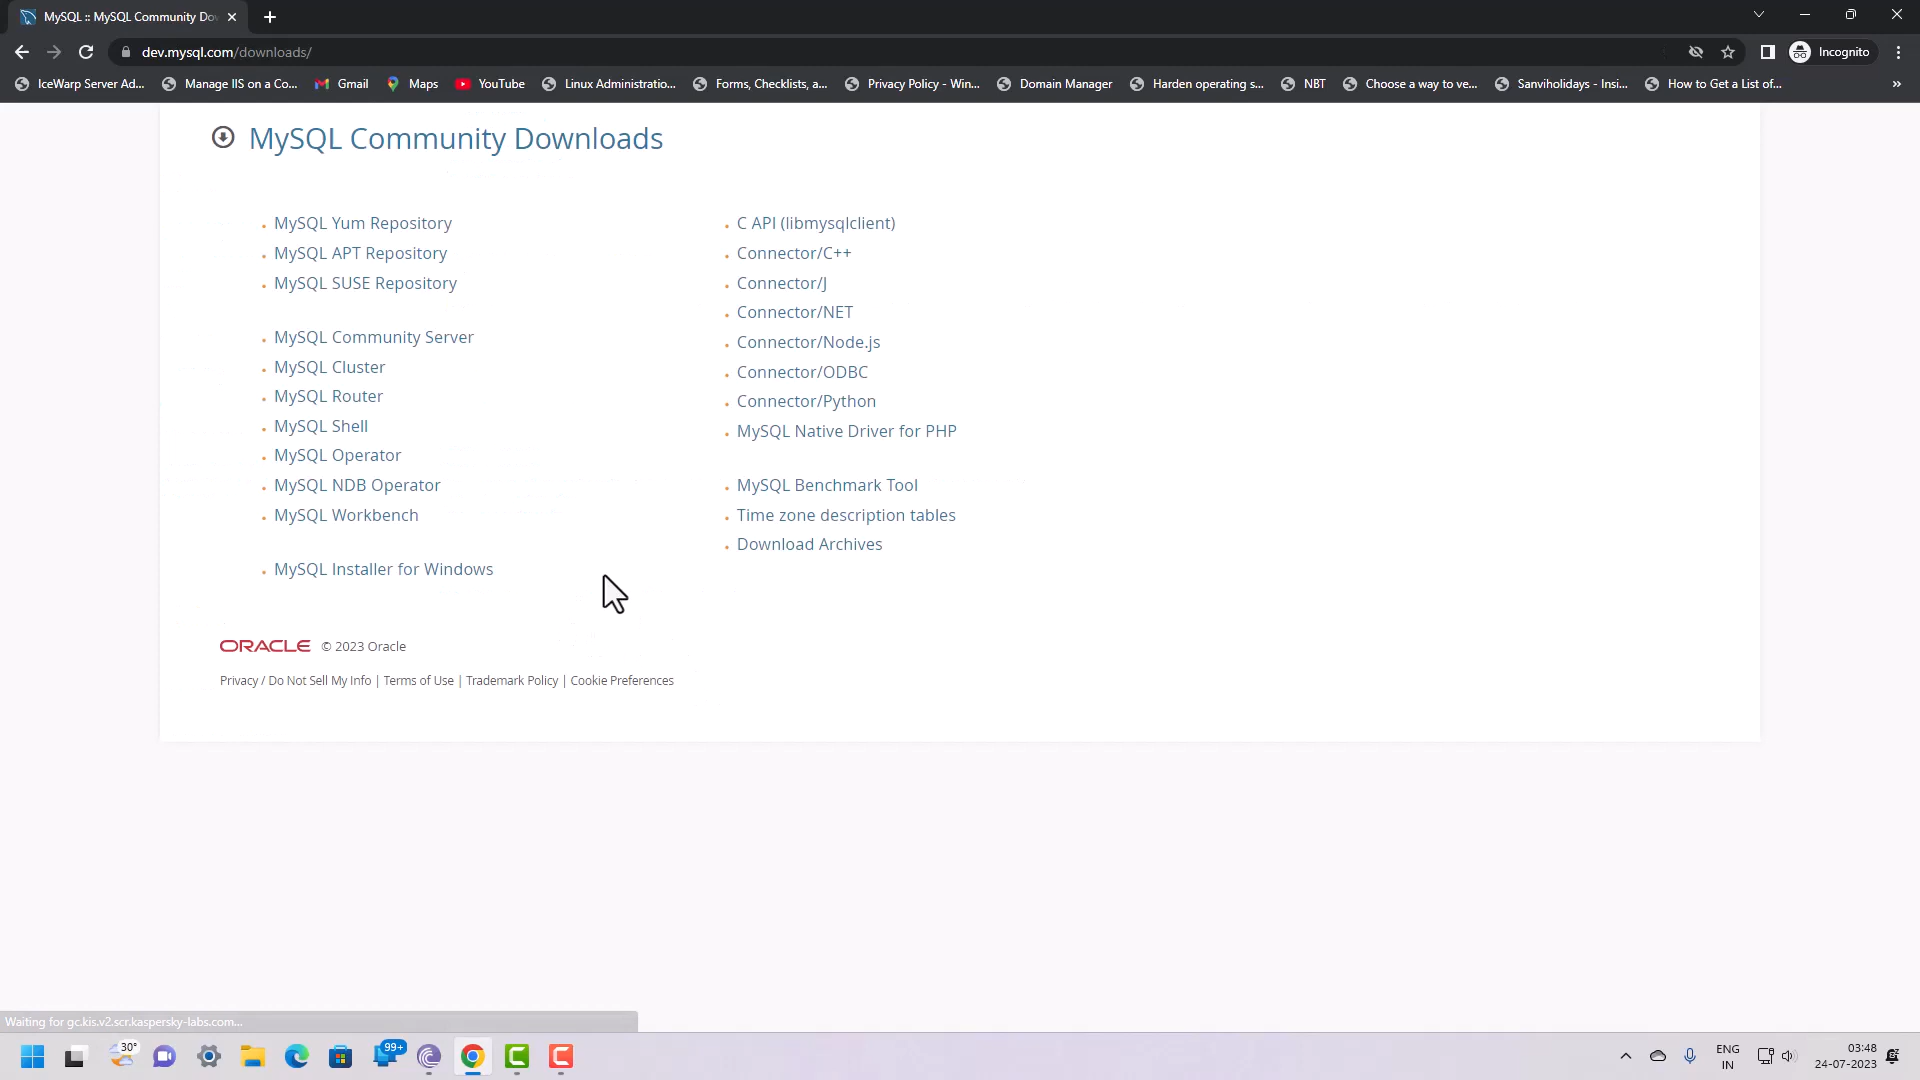 MySQL :: MySQL Community Do
dev.mysql.com/downloads/
Incognito
IceWarp Server Ad...
Manage IIS on a Co...
Gmail
Maps
YouTube
Linux Administratio...
Forms, Checklists, a...
Privacy Policy - Win...
Domain Manager
Harden operating s...
NBT
Choose a way to ve...
Sanviholidays - Insi...
How to Get a List of...
»
MySQL Community Downloads
MySQL Yum Repository
MySQL APT Repository
MySQL SUSE Repository
MySQL Community Server
MySQL Cluster
MySQL Router
MySQL Shell
MySQL Operator
MySQL NDB Operator
MySQL Workbench
MySQL Installer for Windows
C API (libmysqlclient)
Connector/C++
Connector/J
Connector/NET
Connector/Node.js
Connector/ODBC
Connector/Python
MySQL Native Driver for PHP
MySQL Benchmark Tool
Time zone description tables
Download Archives
ORACLE © 2023 Oracle
Privacy / Do Not Sell My Info | Terms of Use | Trademark Policy | Cookie Preferences
Waiting for gc.kis.v2.scr.kaspersky-labs.com...
30°
99+
ENG
IN
03:48
24-07-2023